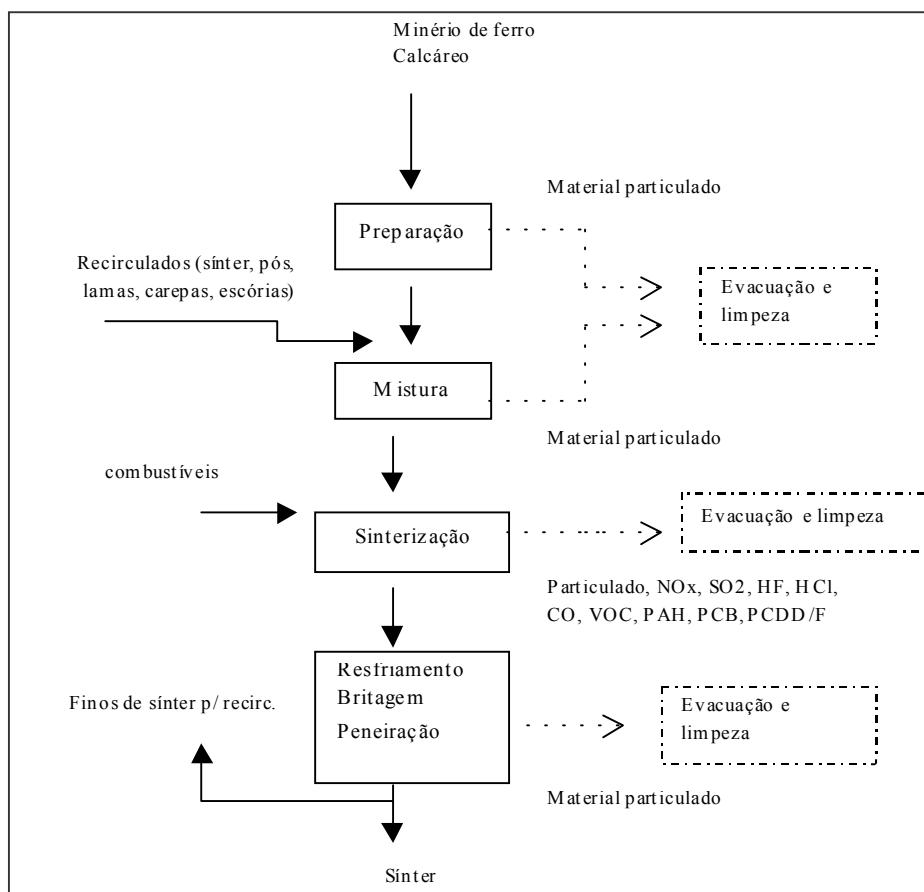 Minério de ferro
Calcáreo
Material particulado
Preparação
Recirculados (sínter, pós,
lamas, carepas, escórias)
Evacuação e
limpeza
Mistura
Material particulado
combustíveis
Evacuação e limpeza
Sinterização
Particulado, NOx, SO2, HF, HCl,
CO, VOC, PAH, PCB, PCDD/F
Resfriamento
Britagem
Peneiração
Finos de sínter p/ recirc.
Evacuação e
limpeza
Material particulado
Sínter